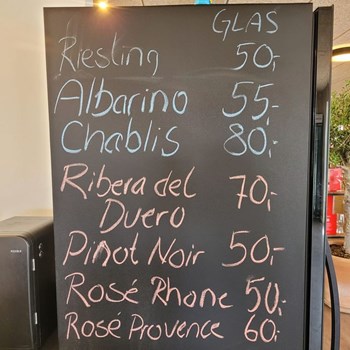 GLAS
Riesling 50,-
Albarino 55,-
Chablis 80,-
Ribera del
Duero 70,-
Pinot Noir 50,-
Rosé Rhone 50,-
Rosé Provence 60,-